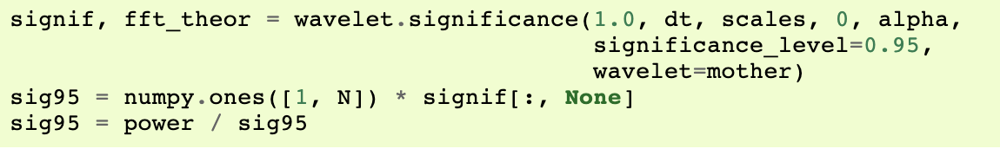 signif, fft_theor = wavelet.significance(1.0, dt, scales, 0, alpha,
                                         significance_level=0.95,
                                         wavelet=mother)
sig95 = numpy.ones([1, N]) * signif[:, None]
sig95 = power / sig95